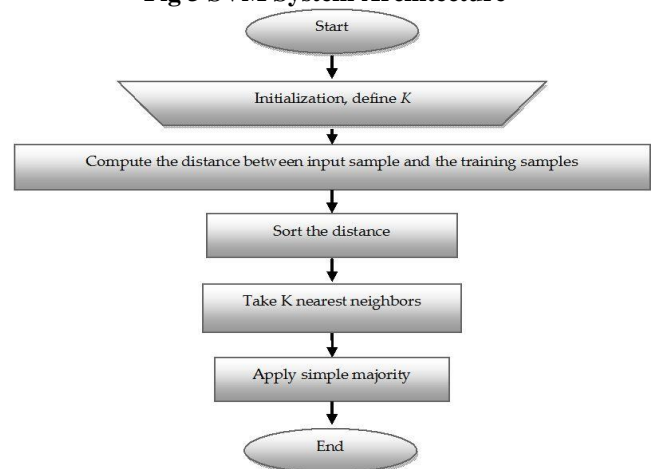 Fig 3 SVM System Architecture
Start
Initialization, define K
Compute the distance between input sample and the training samples
Sort the distance
Take K nearest neighbors
Apply simple majority
End